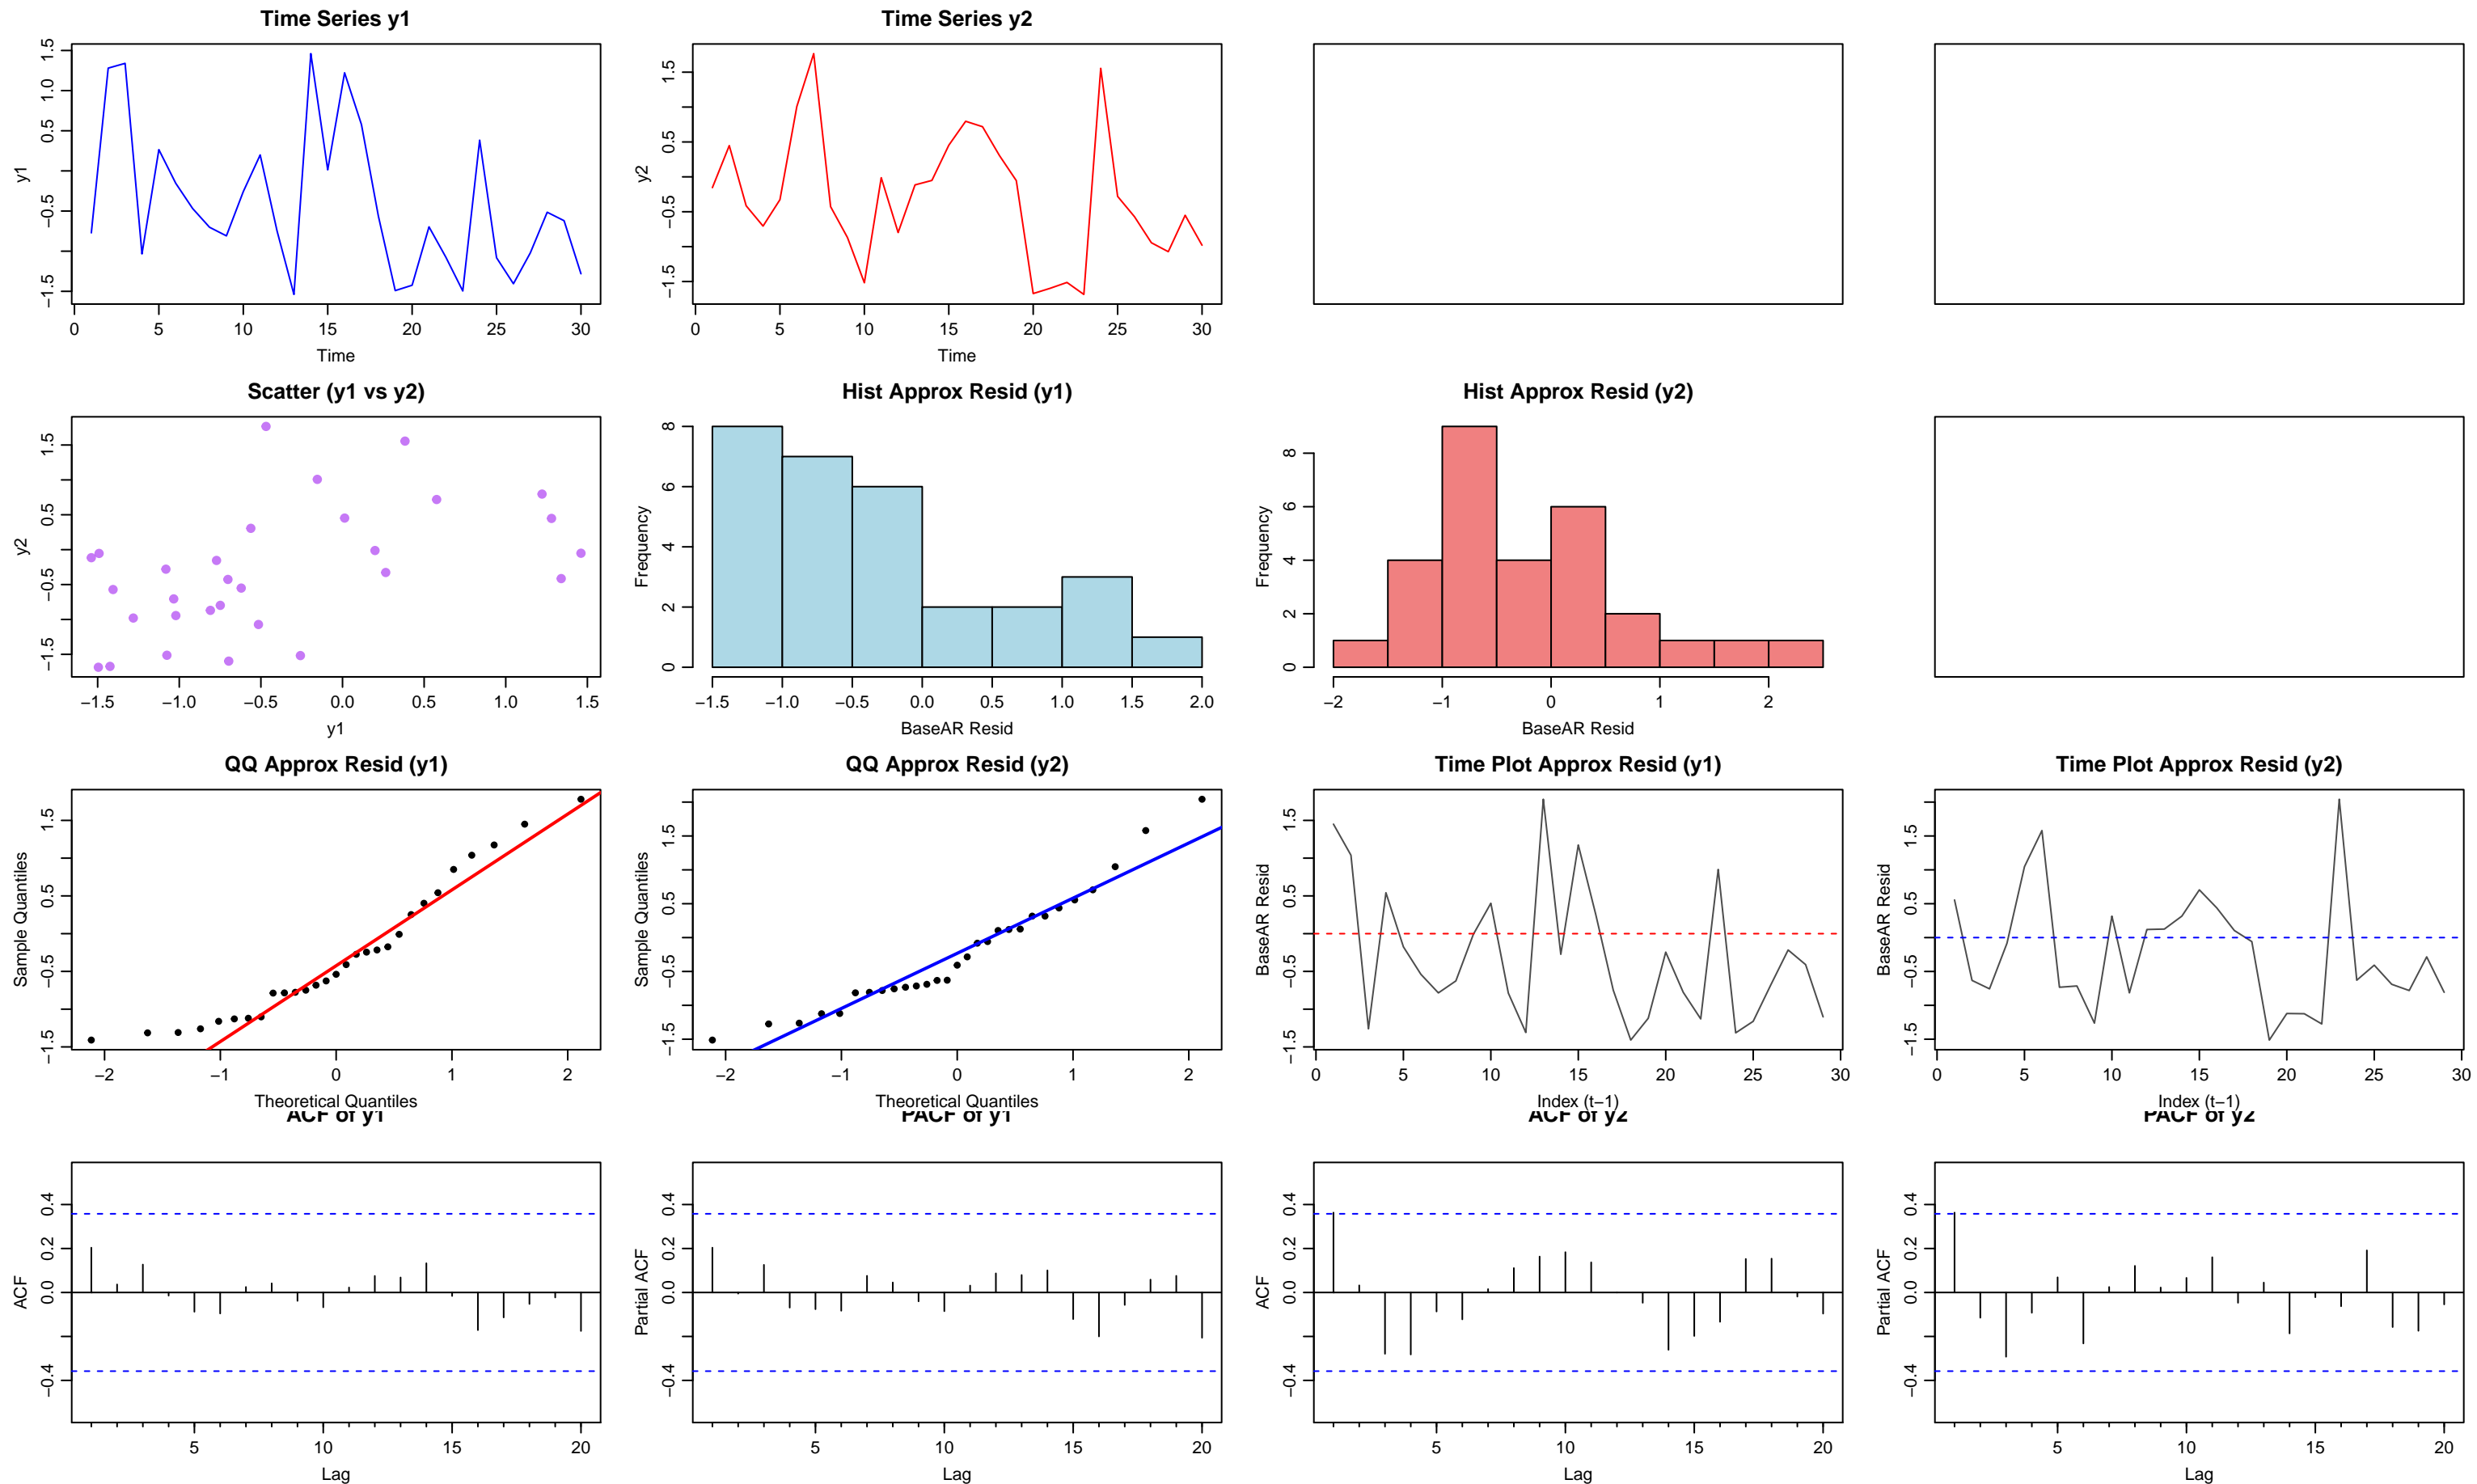 Time Series y1
Time Series y2
y1
−1.5 −0.5 0.5 1.0 1.5
0 5 10 15 20 25 30
Time
y2
−1.5 −0.5 0.5 1.5
0 5 10 15 20 25 30
Time
Scatter (y1 vs y2)
Hist Approx Resid (y1)
Hist Approx Resid (y2)
y2
−1.5 −0.5 0.5 1.5
−1.5 −1.0 −0.5 0.0 0.5 1.0 1.5
y1
Frequency
0 2 4 6 8
−1.5 −1.0 −0.5 0.0 0.5 1.0 1.5 2.0
BaseAR Resid
Frequency
0 2 4 6 8
−2 −1 0 1 2
BaseAR Resid
QQ Approx Resid (y1)
QQ Approx Resid (y2)
Time Plot Approx Resid (y1)
Time Plot Approx Resid (y2)
Sample Quantiles
−1.5 −0.5 0.5 1.5
−2 −1 0 1 2
Theoretical Quantiles
Sample Quantiles
−1.5 −0.5 0.5 1.5
−2 −1 0 1 2
Theoretical Quantiles
BaseAR Resid
−1.5 −0.5 0.5 1.5
0 5 10 15 20 25 30
Index (t−1)
BaseAR Resid
−1.5 −0.5 0.5 1.5
0 5 10 15 20 25 30
Index (t−1)
ACF of y1
PACF of y1
ACF of y2
PACF of y2
ACF
−0.4 0.0 0.2 0.4
5 10 15 20
Lag
Partial ACF
−0.4 0.0 0.2 0.4
5 10 15 20
Lag
ACF
−0.4 0.0 0.2 0.4
5 10 15 20
Lag
Partial ACF
−0.4 0.0 0.2 0.4
5 10 15 20
Lag